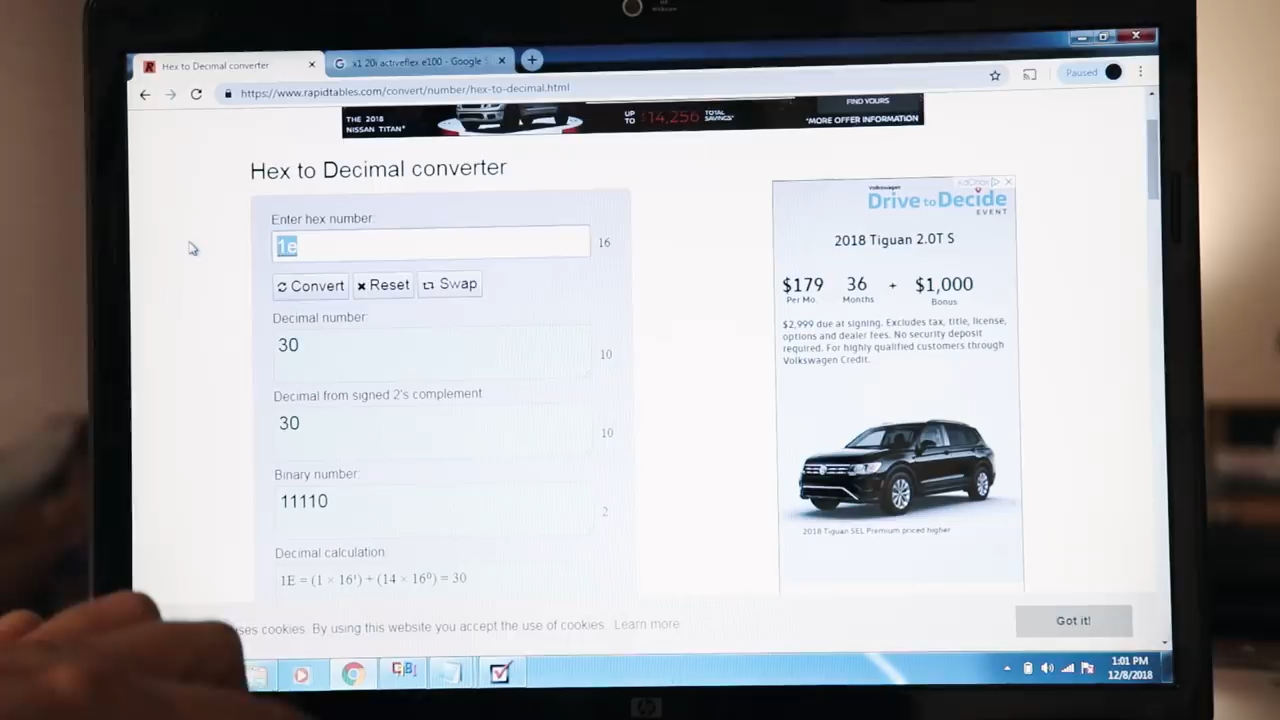 Hex to Decimal converter
x1 20i activeflex e100 - Google S
https://www.rapidtables.com/convert/number/hex-to-decimal.html
Paused
THE 2018
NISSAN TITAN*
UP
TO
14,256
TOTAL
SAVINGS*
FIND YOURS
*MORE OFFER INFORMATION
Hex to Decimal converter
Enter hex number:
1e
16
Convert
Reset
Swap
Decimal number:
30
10
Decimal from signed 2's complement
30
10
Binary number:
11110
2
Decimal calculation:
1E = (1 × 16¹) + (14 × 16⁰) = 30
Volkswagen
Drive to Decide
EVENT
2018 Tiguan 2.0T S
$179
Per Mo.
36
Months
+
$1,000
Bonus
$2,999 due at signing. Excludes tax, title, license,
options and dealer fees. No security deposit
required. For highly qualified customers through
Volkswagen Credit.
2018 Tiguan SEL Premium priced higher
uses cookies. By using this website you accept the use of cookies. Learn more
Got it!
1:01 PM
12/8/2018
hp